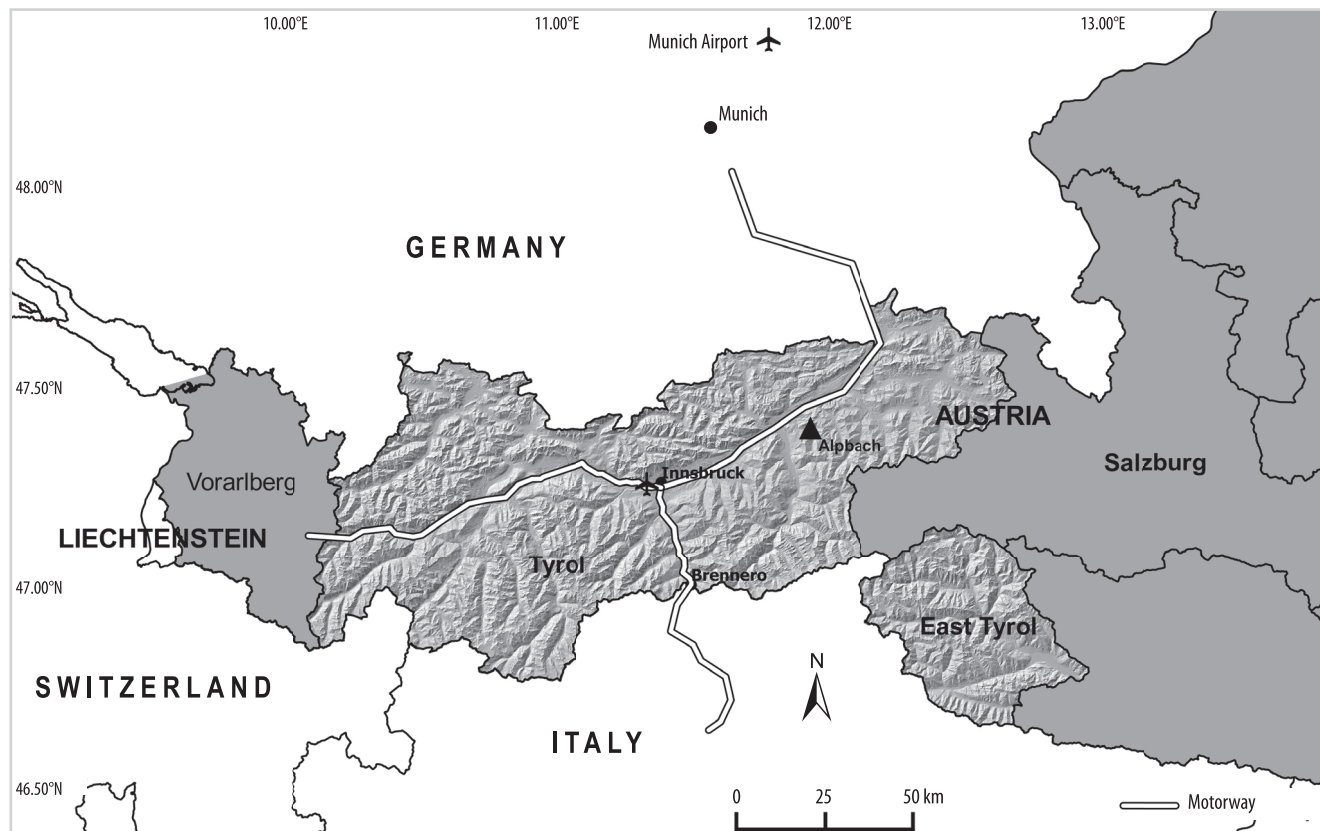 10.00°E 11.00°E 12.00°E 13.00°E
Munich Airport
Munich
48.00°N
GERMANY
47.50°N
AUSTRIA
Alpbach
Salzburg
Innsbruck
Vorarlberg
LIECHTENSTEIN
Tyrol
Brennero
47.00°N
East Tyrol
N
SWITZERLAND
ITALY
46.50°N
0 25 50 km
Motorway